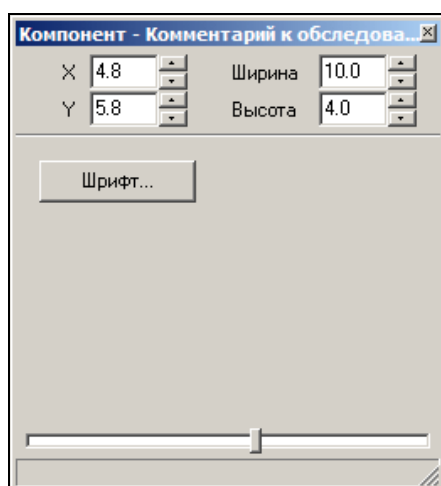 Компонент - Комментарий к обследова...
X 4.8 Ширина 10.0
Y 5.8 Высота 4.0
Шрифт...